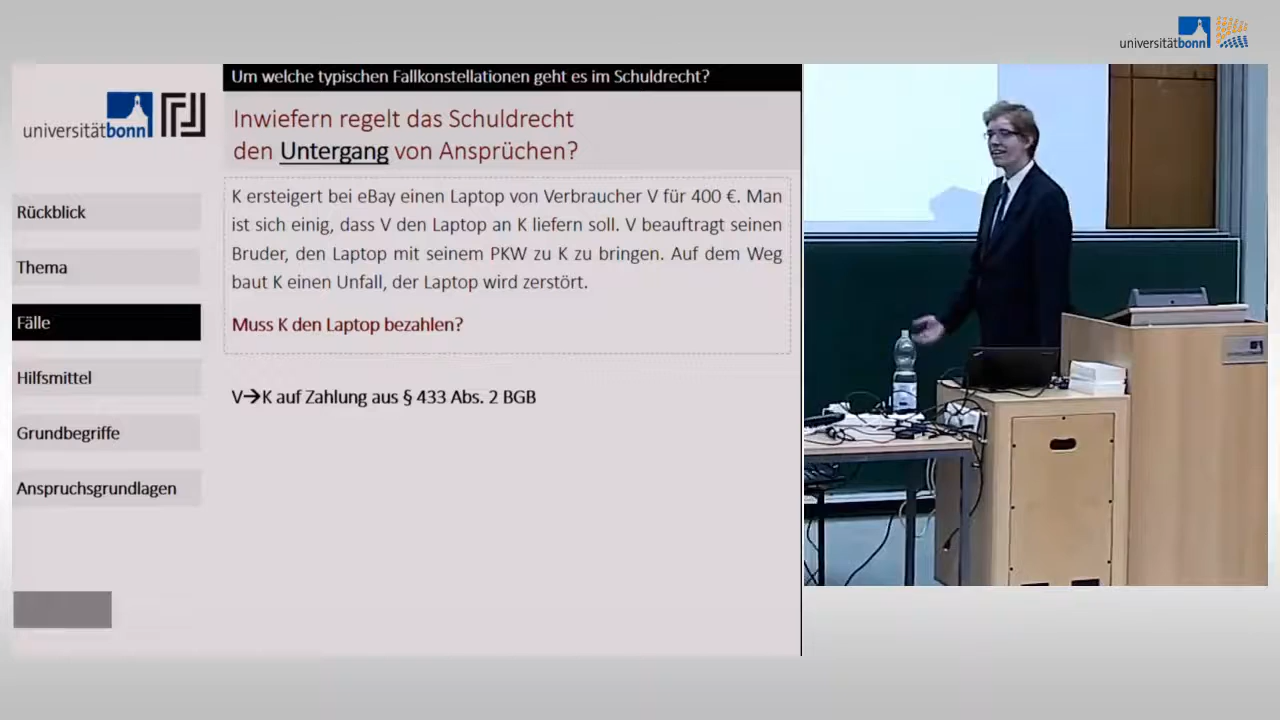 universitätbonn
Um welche typischen Fallkonstellationen geht es im Schuldrecht?
universitätbonn
Inwiefern regelt das Schuldrecht
den Untergang von Ansprüchen?
K ersteigert bei eBay einen Laptop von Verbraucher V für 400 €. Man
ist sich einig, dass V den Laptop an K liefern soll. V beauftragt seinen
Bruder, den Laptop mit seinem PKW zu K zu bringen. Auf dem Weg
baut K einen Unfall, der Laptop wird zerstört.
Muss K den Laptop bezahlen?
V→K auf Zahlung aus § 433 Abs. 2 BGB
Rückblick
Thema
Fälle
Hilfsmittel
Grundbegriffe
Anspruchsgrundlagen